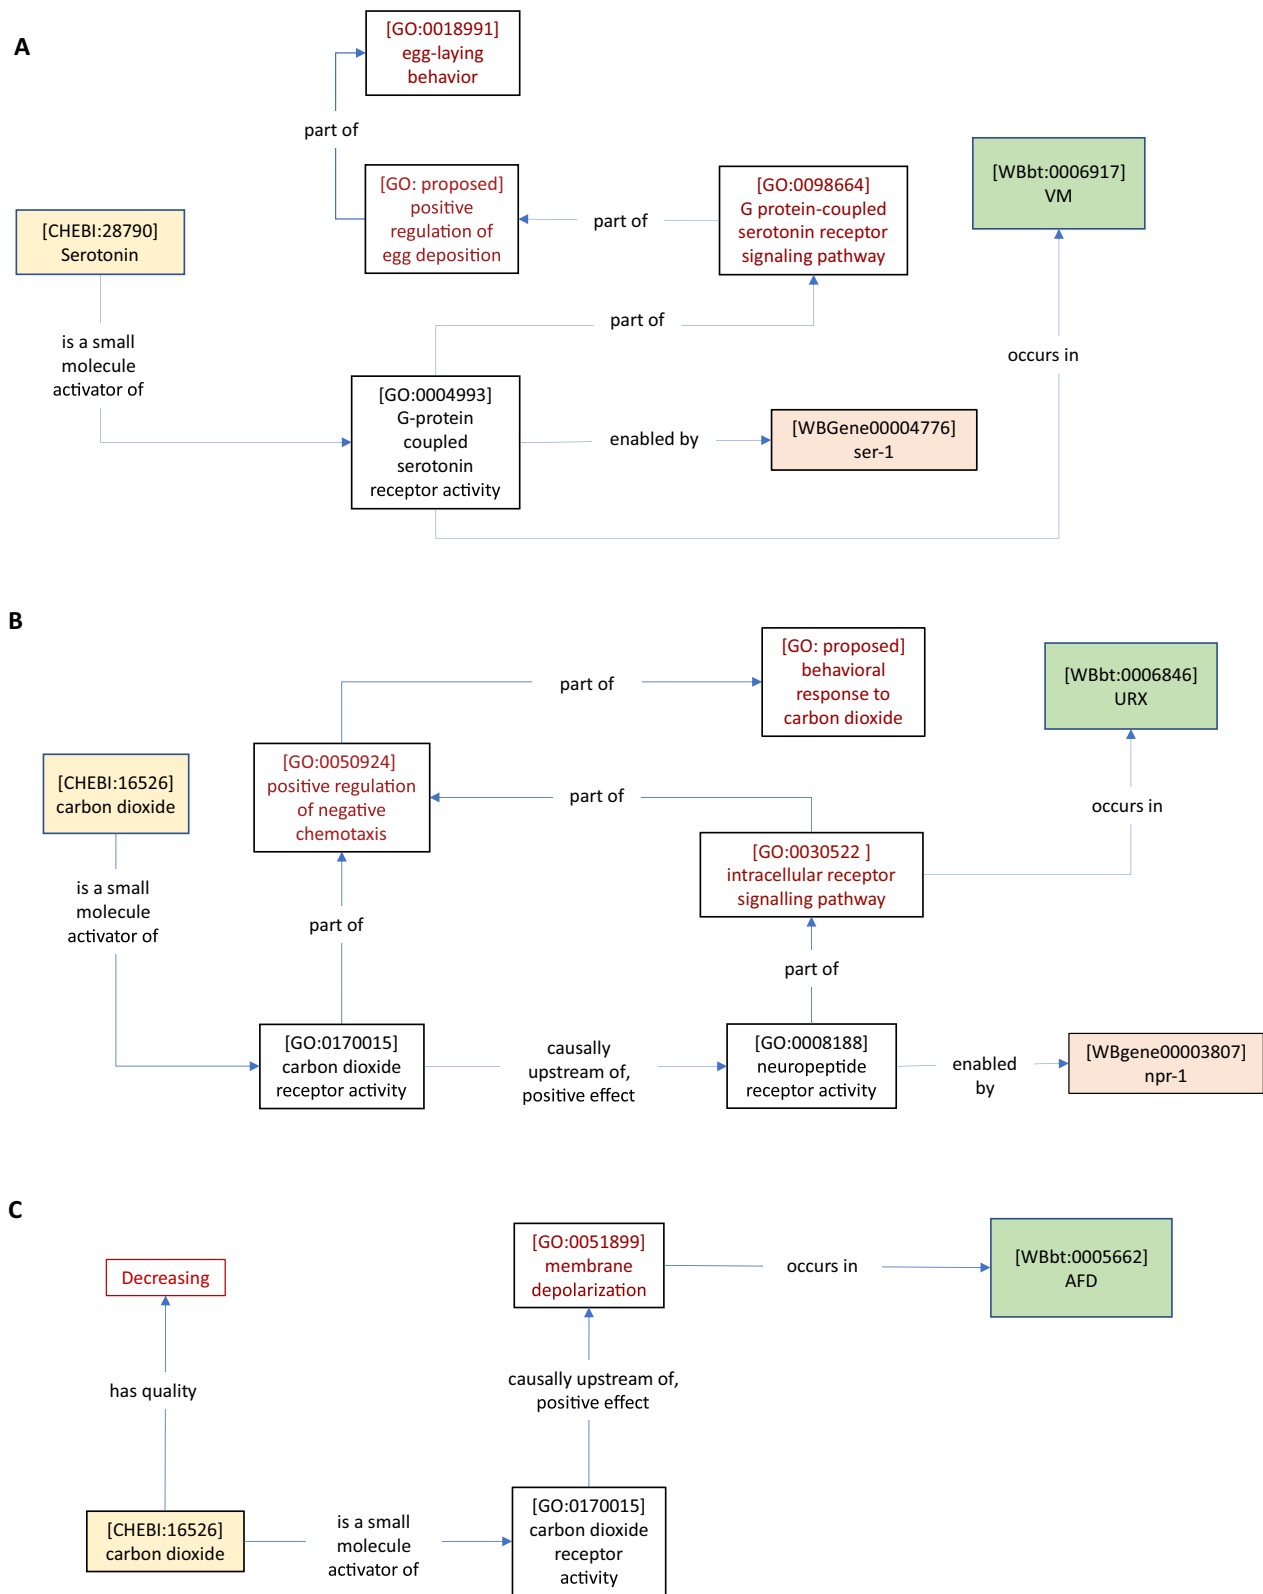 A
[GO:0018991]
egg-laying
behavior
part of
[GO: proposed]
positive
regulation of
egg deposition
part of
[GO:0098664]
G protein-coupled
serotonin receptor
signaling pathway
[WBbt:0006917]
VM
[CHEBI:28790]
Serotonin
part of
is a small
molecule
activator of
occurs in
[GO:0004993]
G-protein
coupled
serotonin
receptor activity
enabled by
[WBGene00004776]
ser-1
B
[GO: proposed]
behavioral
response to
carbon dioxide
part of
[WBbt:0006846]
URX
[GO:0050924]
positive regulation
of negative
chemotaxis
[CHEBI:16526]
carbon dioxide
part of
occurs in
[GO:0030522 ]
intracellular receptor
signalling pathway
is a small
molecule
activator of
part of
part of
[GO:0170015]
carbon dioxide
receptor activity
causally
upstream of,
positive effect
[GO:0008188]
neuropeptide
receptor activity
enabled
by
[WBgene00003807]
npr-1
C
[GO:0051899]
membrane
depolarization
occurs in
[WBbt:0005662]
AFD
Decreasing
has quality
causally upstream of,
positive effect
[CHEBI:16526]
carbon dioxide
is a small
molecule
activator of
[GO:0170015]
carbon dioxide
receptor
activity